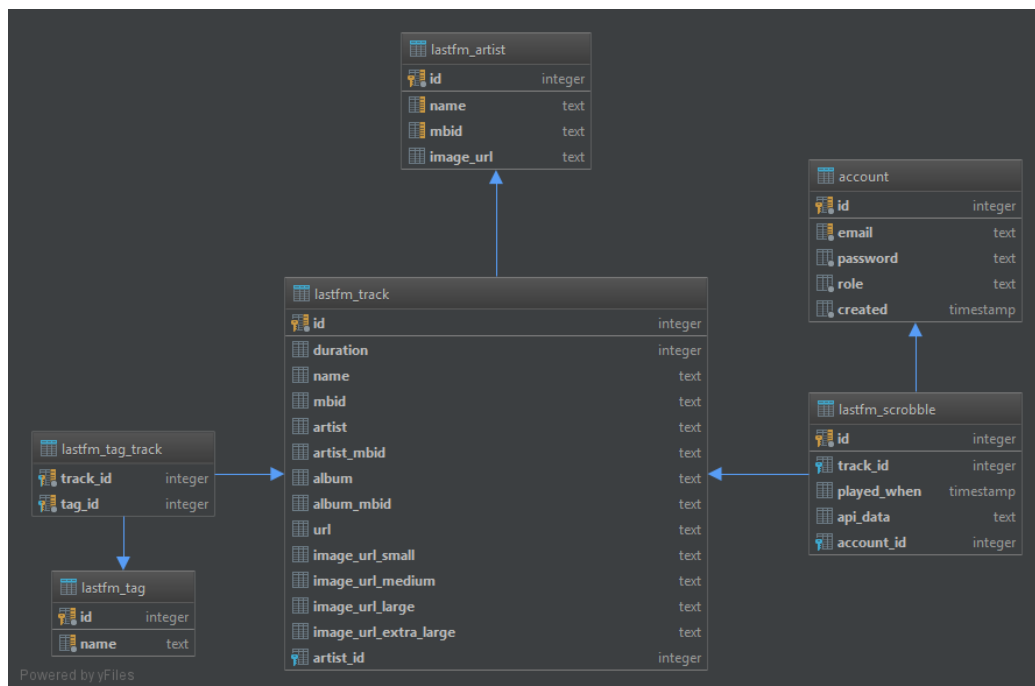 lastfm_artist
id integer
name text
mbid text
image_url text
account
id integer
email text
password text
role text
created timestamp
lastfm_track
id integer
duration integer
name text
mbid text
artist text
artist_mbid text
album text
album_mbid text
url text
image_url_small text
image_url_medium text
image_url_large text
image_url_extra_large text
artist_id integer
lastfm_scrobble
id integer
track_id integer
played_when timestamp
api_data text
account_id integer
lastfm_tag_track
track_id integer
tag_id integer
lastfm_tag
id integer
name text
Powered by yFiles